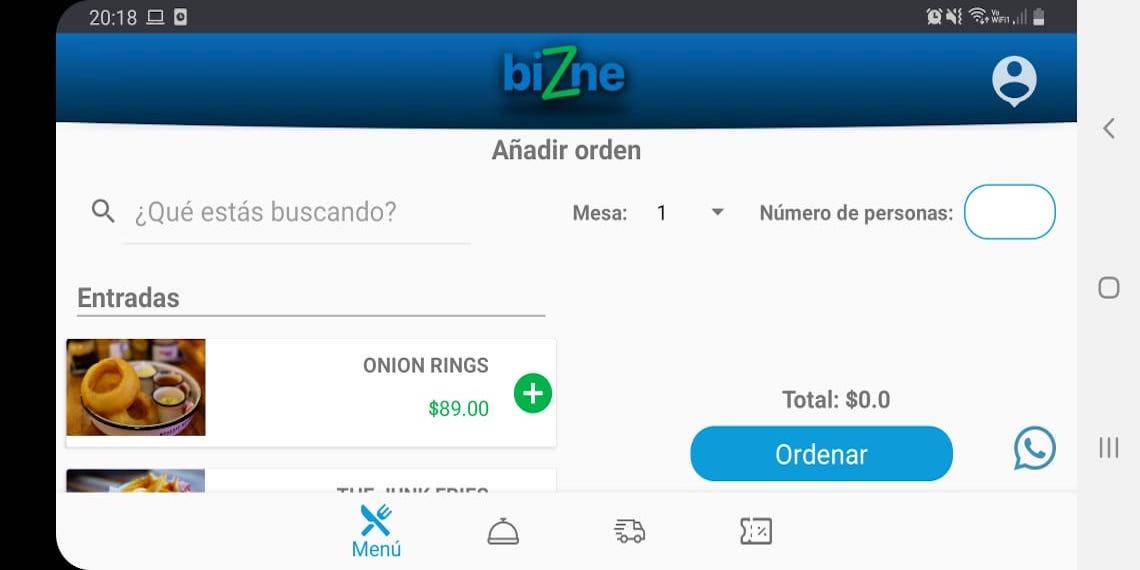 20:18
Vo
WiFi1
biZne
Añadir orden
¿Qué estás buscando?
Mesa: 1
Número de personas:
Entradas
ONION RINGS
$89.00
THE JUNK FRIES
Total: $0.0
Ordenar
Menú